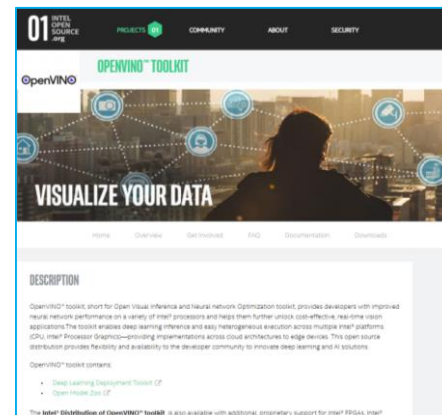 01 INTEL
OPEN
SOURCE
.org
PROJECTS 01 COMMUNITY ABOUT SECURITY
OpenVINO
OPENVINO™ TOOLKIT
VISUALIZE YOUR DATA
Home Overview Get Involved FAQ Documentation Downloads
DESCRIPTION
OpenVINO™ toolkit, short for Open Visual Inference and Neural network Optimization toolkit, provides developers with improved
neural network performance on a variety of Intel® processors and helps them further unlock cost-effective, real-time vision
applications.The toolkit enables deep learning inference and easy heterogeneous execution across multiple Intel® platforms
(CPU, Intel® Processor Graphics)—providing implementations across cloud architectures to edge devices. This open source
distribution provides flexibility and availability to the developer community to innovate deep learning and AI solutions.
OpenVINO™ toolkit contains:
Deep Learning Deployment Toolkit
Open Model Zoo
The Intel® Distribution of OpenVINO™ toolkit, is also available with additional, proprietary support for Intel® FPGAs, Intel®